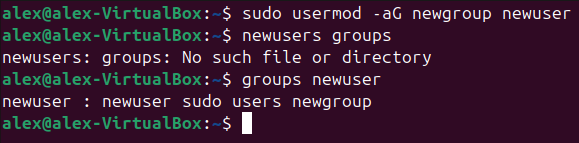 alex@alex-VirtualBox:~$ sudo usermod -aG newgroup newuser
alex@alex-VirtualBox:~$ newusers groups
newusers: groups: No such file or directory
alex@alex-VirtualBox:~$ groups newuser
newuser : newuser sudo users newgroup
alex@alex-VirtualBox:~$